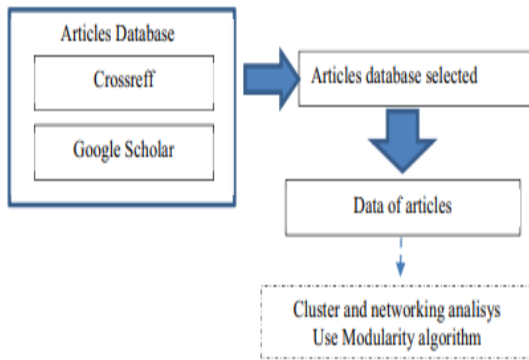 Articles Database
Crossreff
Google Scholar
Articles database selected
Data of articles
Cluster and networking analisys
Use Modularity algorithm